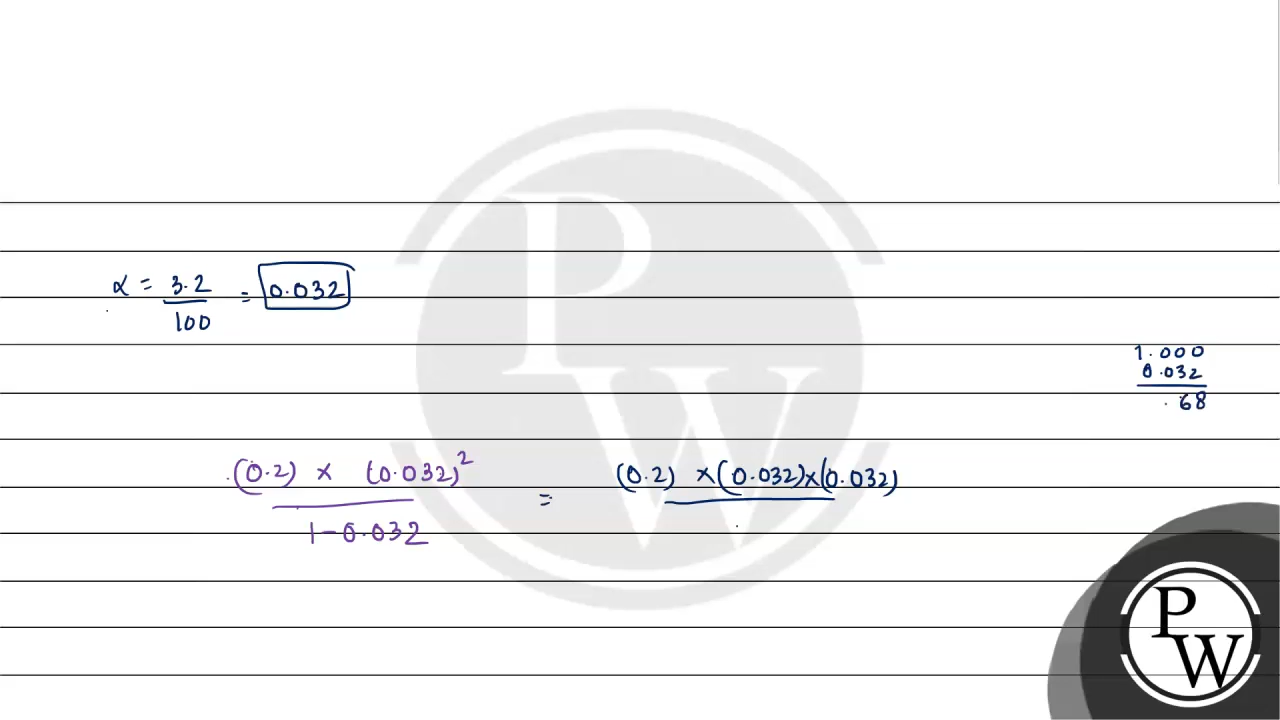 α = 3.2 / 100 = 0.032
1.000
0.032
.68
(0.2) × (0.032)² / 1-0.032 = (0.2) × (0.032) × (0.032)
P W
P W